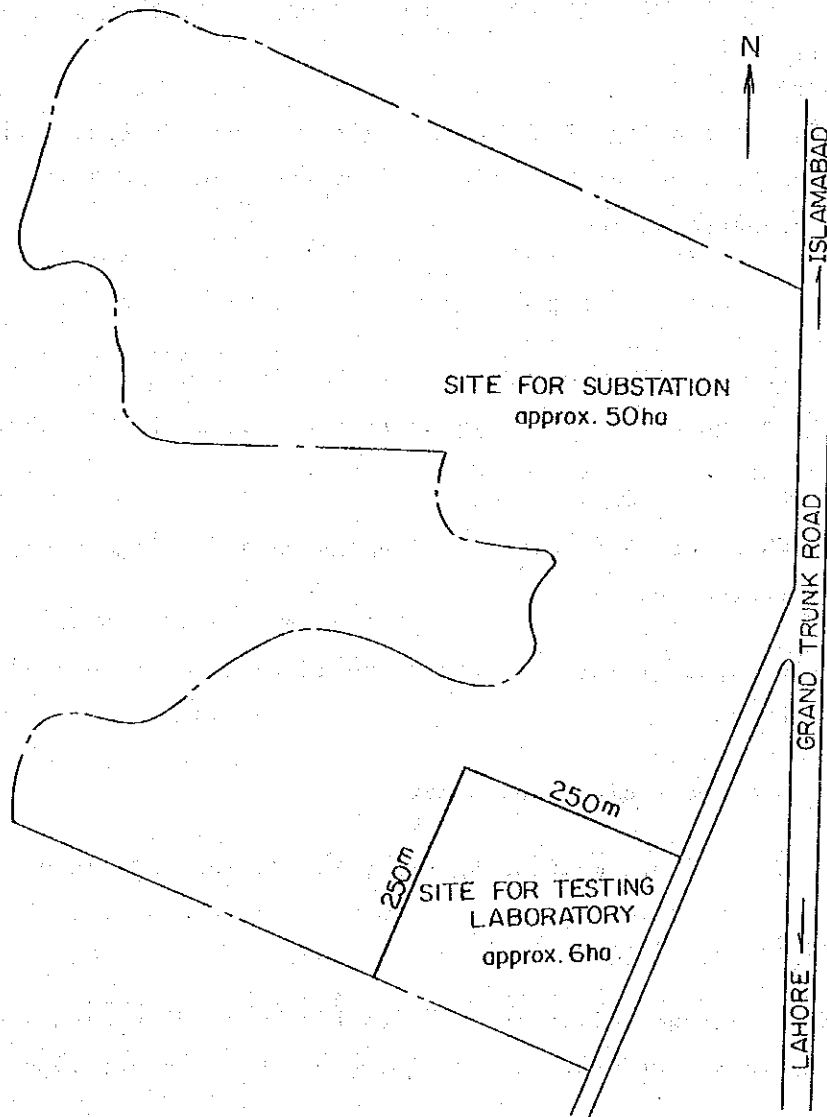 N
ISLAMABAD
SITE FOR SUBSTATION
approx. 50ha
GRAND TRUNK ROAD
250m
250m
SITE FOR TESTING
LABORATORY
approx. 6ha
LAHORE